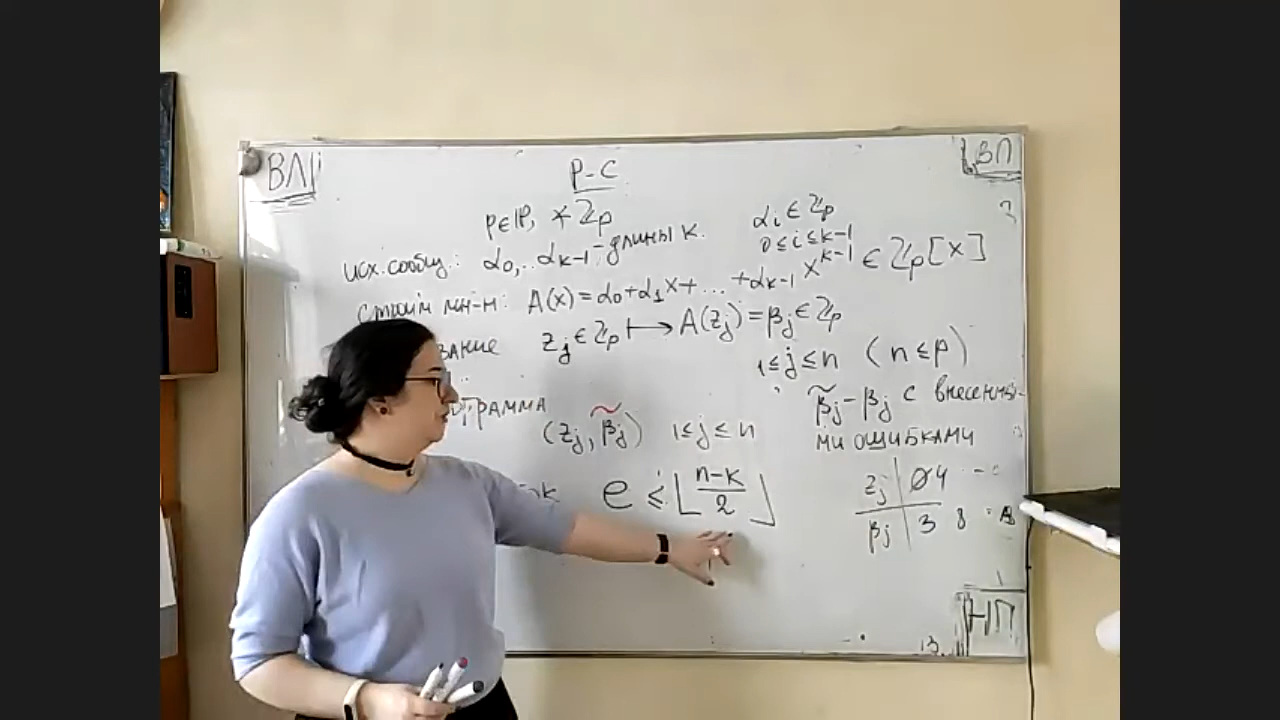 ВЛ
Р-С
ВП
p∈ℙ, ∗ ℤp
αi ∈ ℤp
0≤i≤k-1
исх. сообщ.: α0,..αk-1 - длины k.
строим мн-н: A(x)=α0+α1x+...+αk-1 x^k-1 ∈ ℤp[x]
zj ∈ ℤp ⟼ A(zj) = βj ∈ ℤp
1≤j≤n (n≤p)
(zj, β̃j) 1≤j≤n
β̃j - βj с внесенны-
ми ошибками
e ≤ ⌊(n-k)/2⌋
zj | 0 4
βj | 3 8
НП